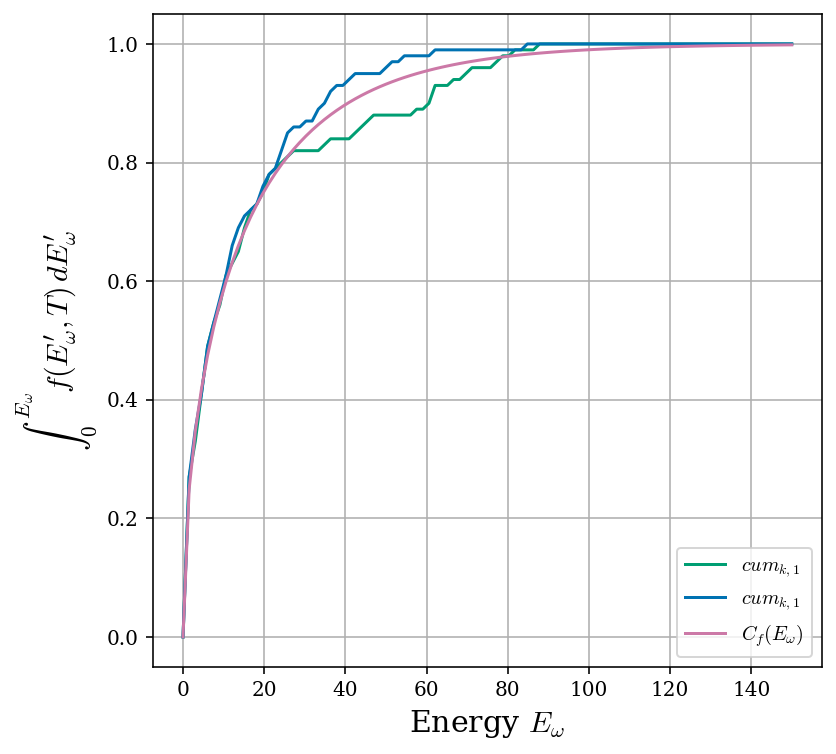 1.0
0.8
0.6
0.4
0.2
0.0
∫₀^{E_ω} f(E′_ω, T) dE′_ω
0 20 40 60 80 100 120 140
Energy E_ω
cum_{k, 1}
cum_{k, 1}
C_f(E_ω)